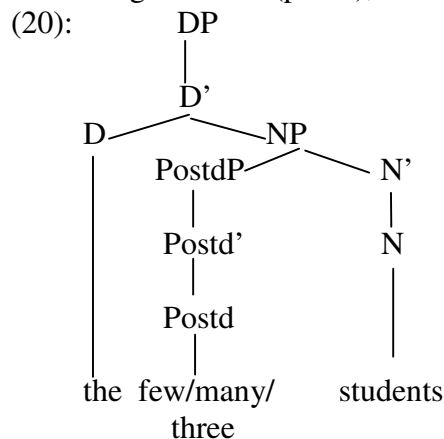 (20): DP
D’
D NP
PostdP N’
Postd’ N
Postd
the few/many/ students
three